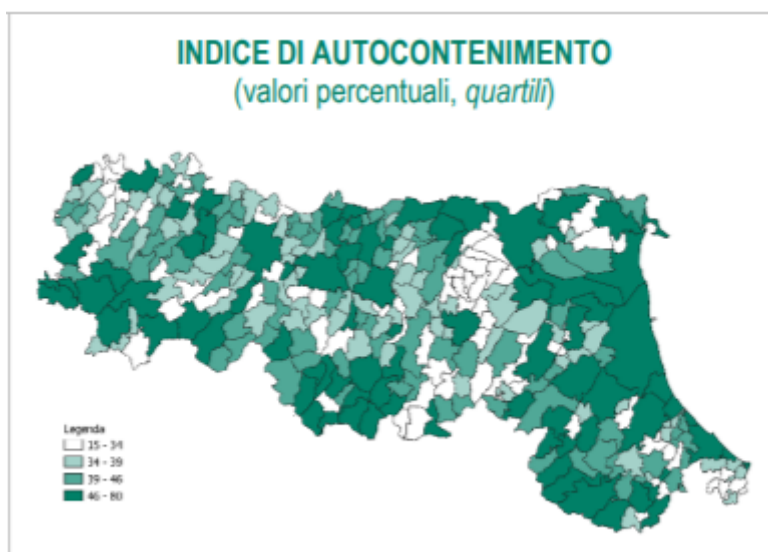 INDICE DI AUTOCONTENIMENTO
(valori percentuali, quartili)
Legenda
15 - 34
34 - 39
39 - 46
46 - 80